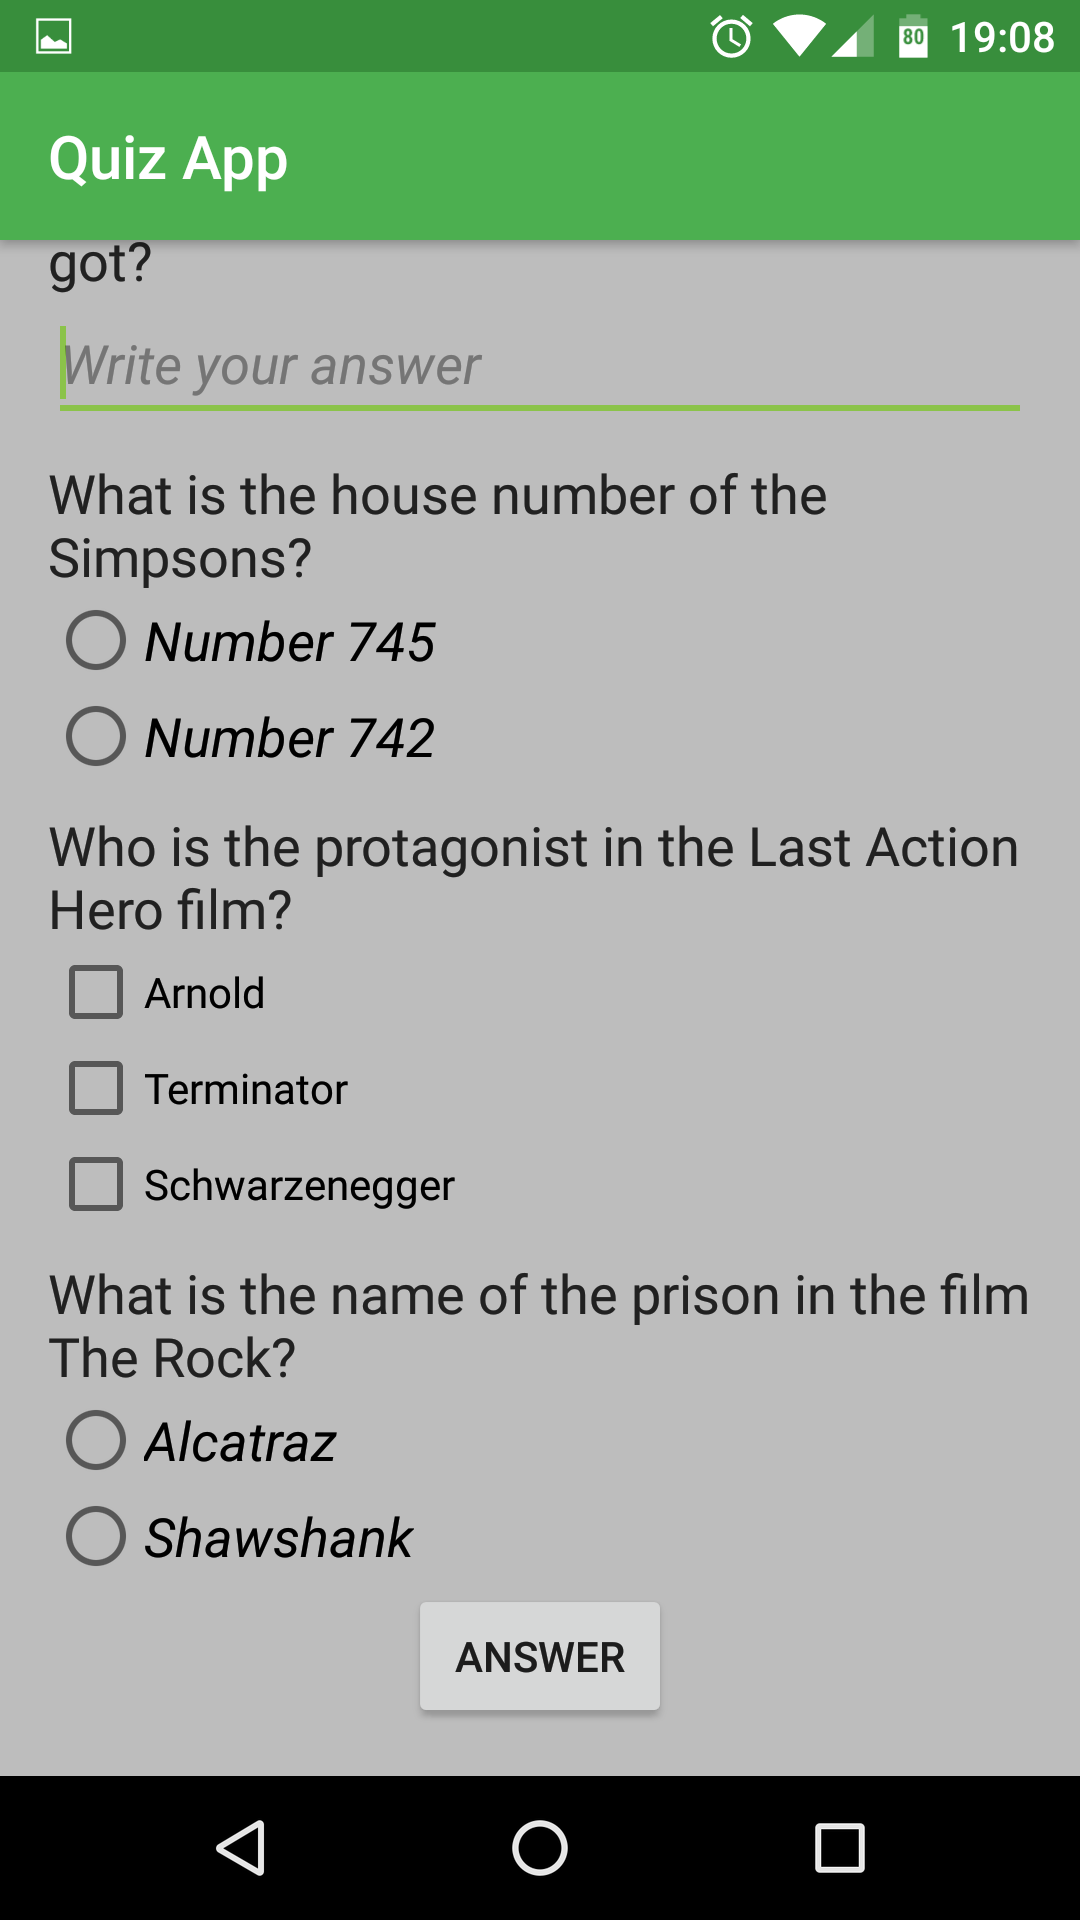 80 19:08
Quiz App
got?
Write your answer
What is the house number of the
Simpsons?
Number 745
Number 742
Who is the protagonist in the Last Action
Hero film?
Arnold
Terminator
Schwarzenegger
What is the name of the prison in the film
The Rock?
Alcatraz
Shawshank
ANSWER